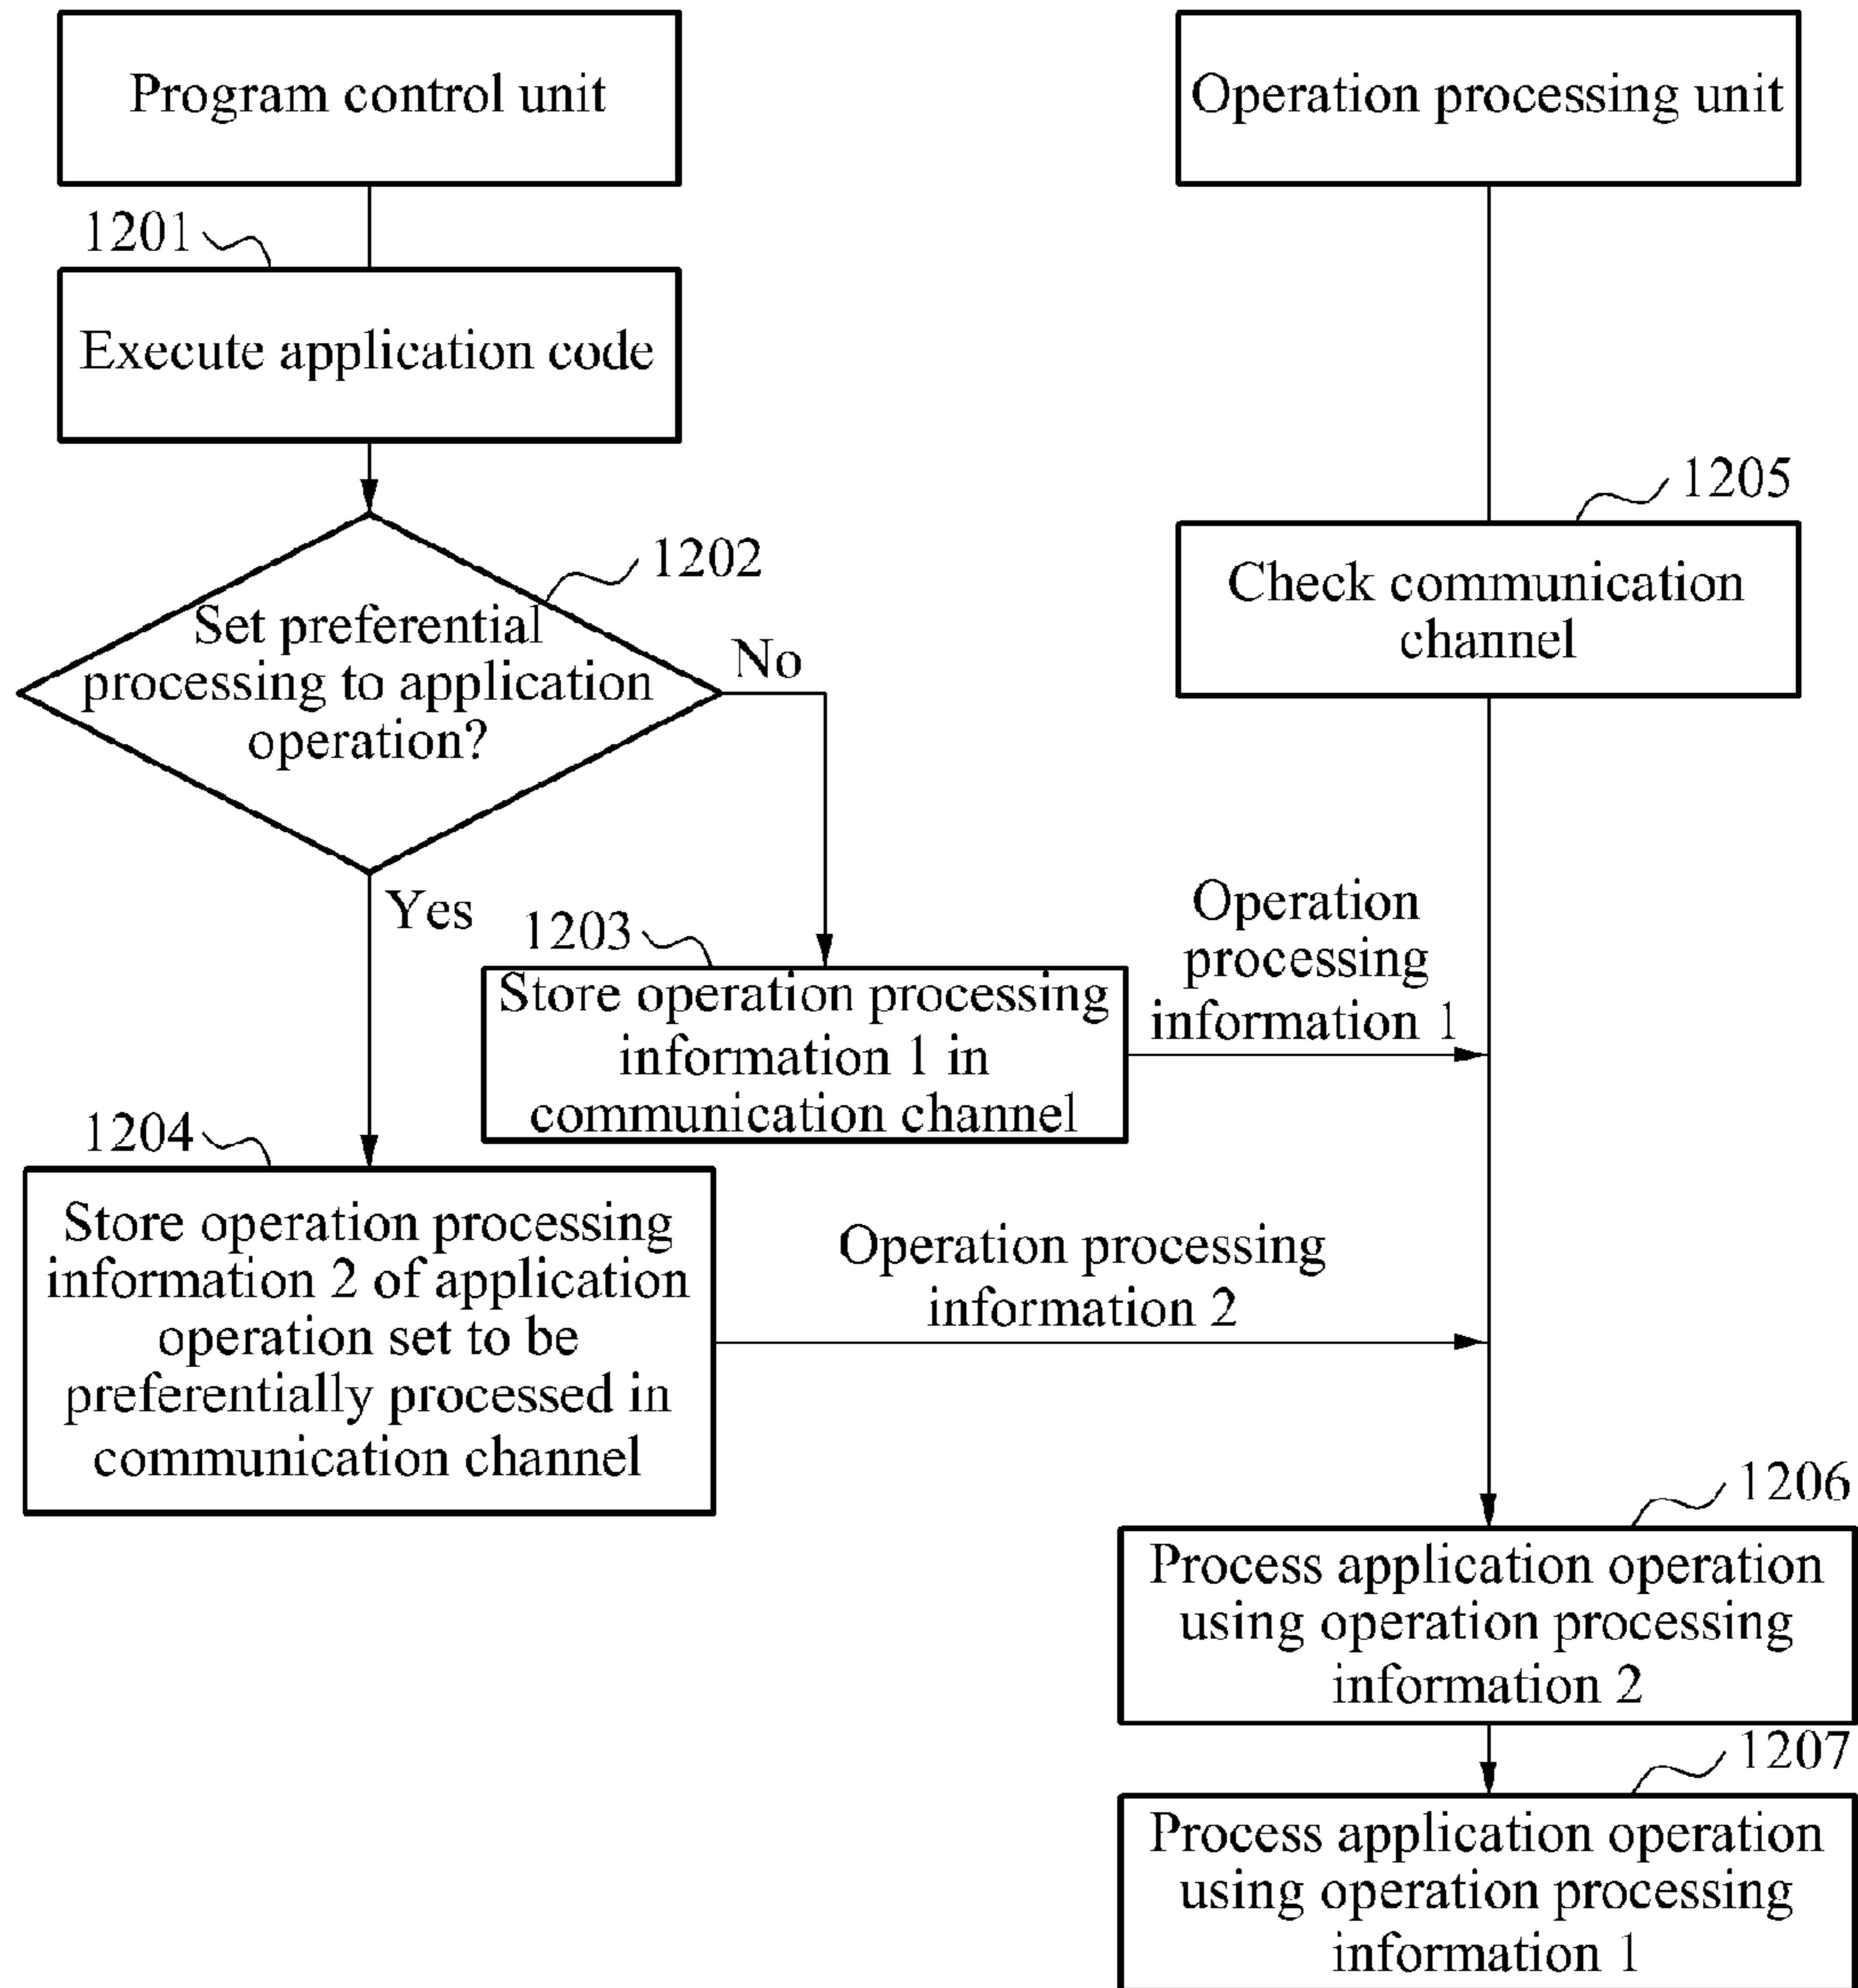 Program control unit
Operation processing unit
1201
Execute application code
1205
Check communication
channel
1202
Set preferential
processing to application
operation?
No
Yes
1203
Store operation processing
information 1 in
communication channel
Operation
processing
information 1
1204
Store operation processing
information 2 of application
operation set to be
preferentially processed in
communication channel
Operation processing
information 2
1206
Process application operation
using operation processing
information 2
1207
Process application operation
using operation processing
information 1